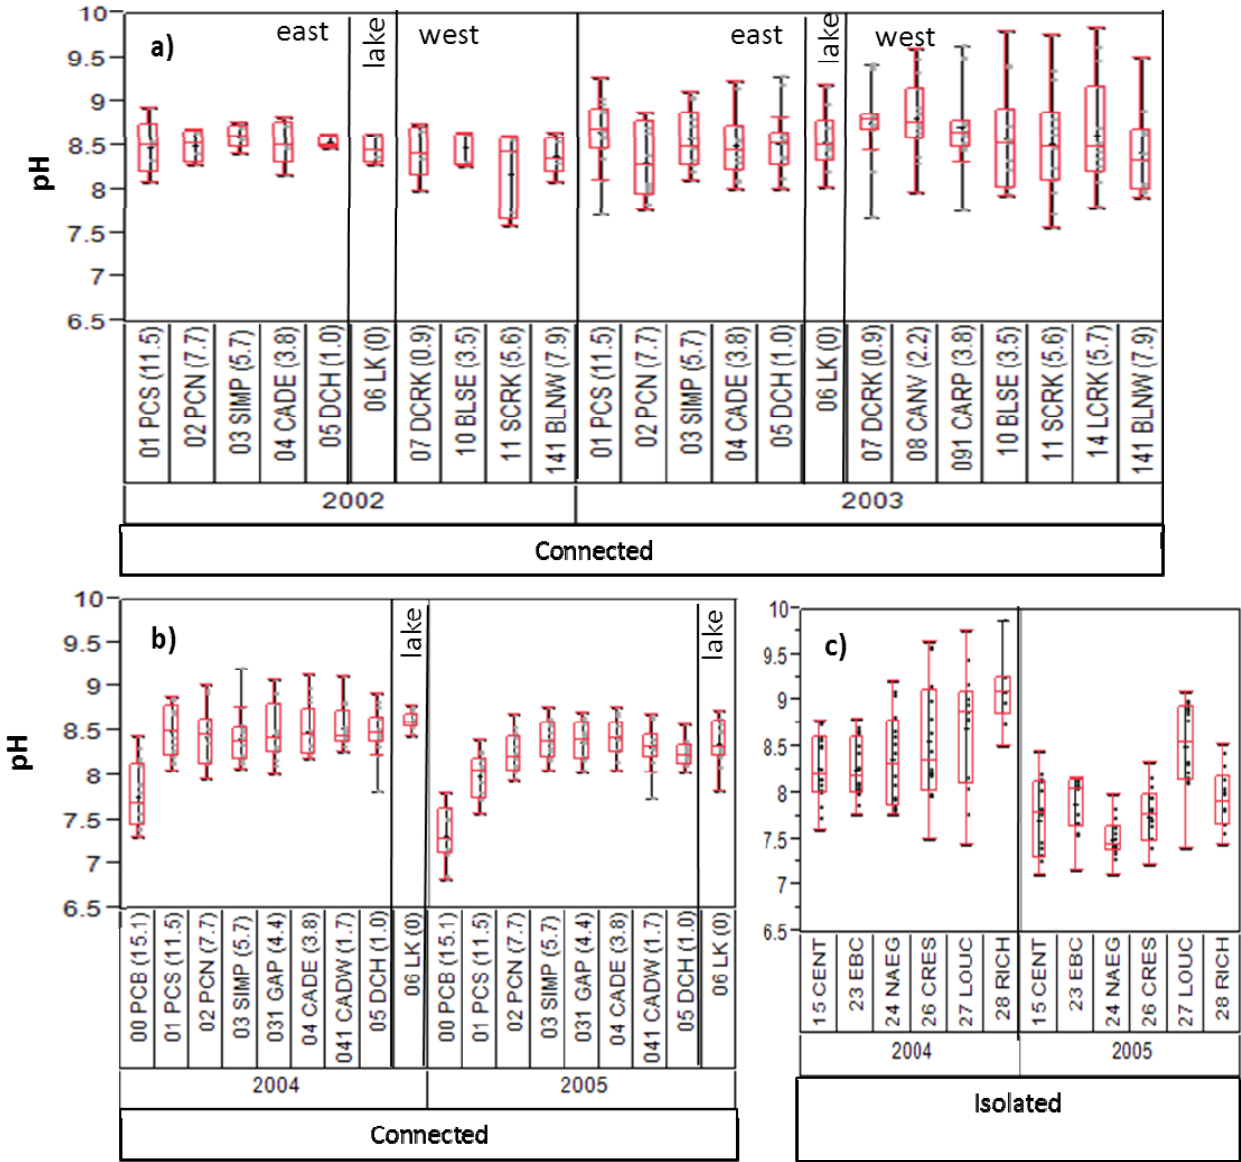 a)
east
lake
west
east
lake
west
pH
10
9.5
9
8.5
8
7.5
7
6.5
01 PCS (11.5)
02 PCN (7.7)
03 SIMP (5.7)
04 CADE (3.8)
05 DCH (1.0)
06 LK (0)
07 DCRK (0.9)
10 BLSE (3.5)
11 SCRK (5.6)
141 BLNW (7.9)
01 PCS (11.5)
02 PCN (7.7)
03 SIMP (5.7)
04 CADE (3.8)
05 DCH (1.0)
06 LK (0)
07 DCRK (0.9)
08 CANV (2.2)
091 CARP (3.8)
10 BLSE (3.5)
11 SCRK (5.6)
14 LCRK (5.7)
141 BLNW (7.9)
2002
2003
Connected
b)
lake
lake
pH
10
9.5
9
8.5
8
7.5
7
6.5
00 PCB (15.1)
01 PCS (11.5)
02 PCN (7.7)
03 SIMP (5.7)
031 GAP (4.4)
04 CADE (3.8)
041 CADW (1.7)
05 DCH (1.0)
06 LK (0)
00 PCB (15.1)
01 PCS (11.5)
02 PCN (7.7)
03 SIMP (5.7)
031 GAP (4.4)
04 CADE (3.8)
041 CADW (1.7)
05 DCH (1.0)
06 LK (0)
2004
2005
Connected
c)
10
9.5
9
8.5
8
7.5
7
6.5
15 CENT
23 EBC
24 NAEG
26 CRES
27 LOUC
28 RICH
15 CENT
23 EBC
24 NAEG
26 CRES
27 LOUC
28 RICH
2004
2005
Isolated